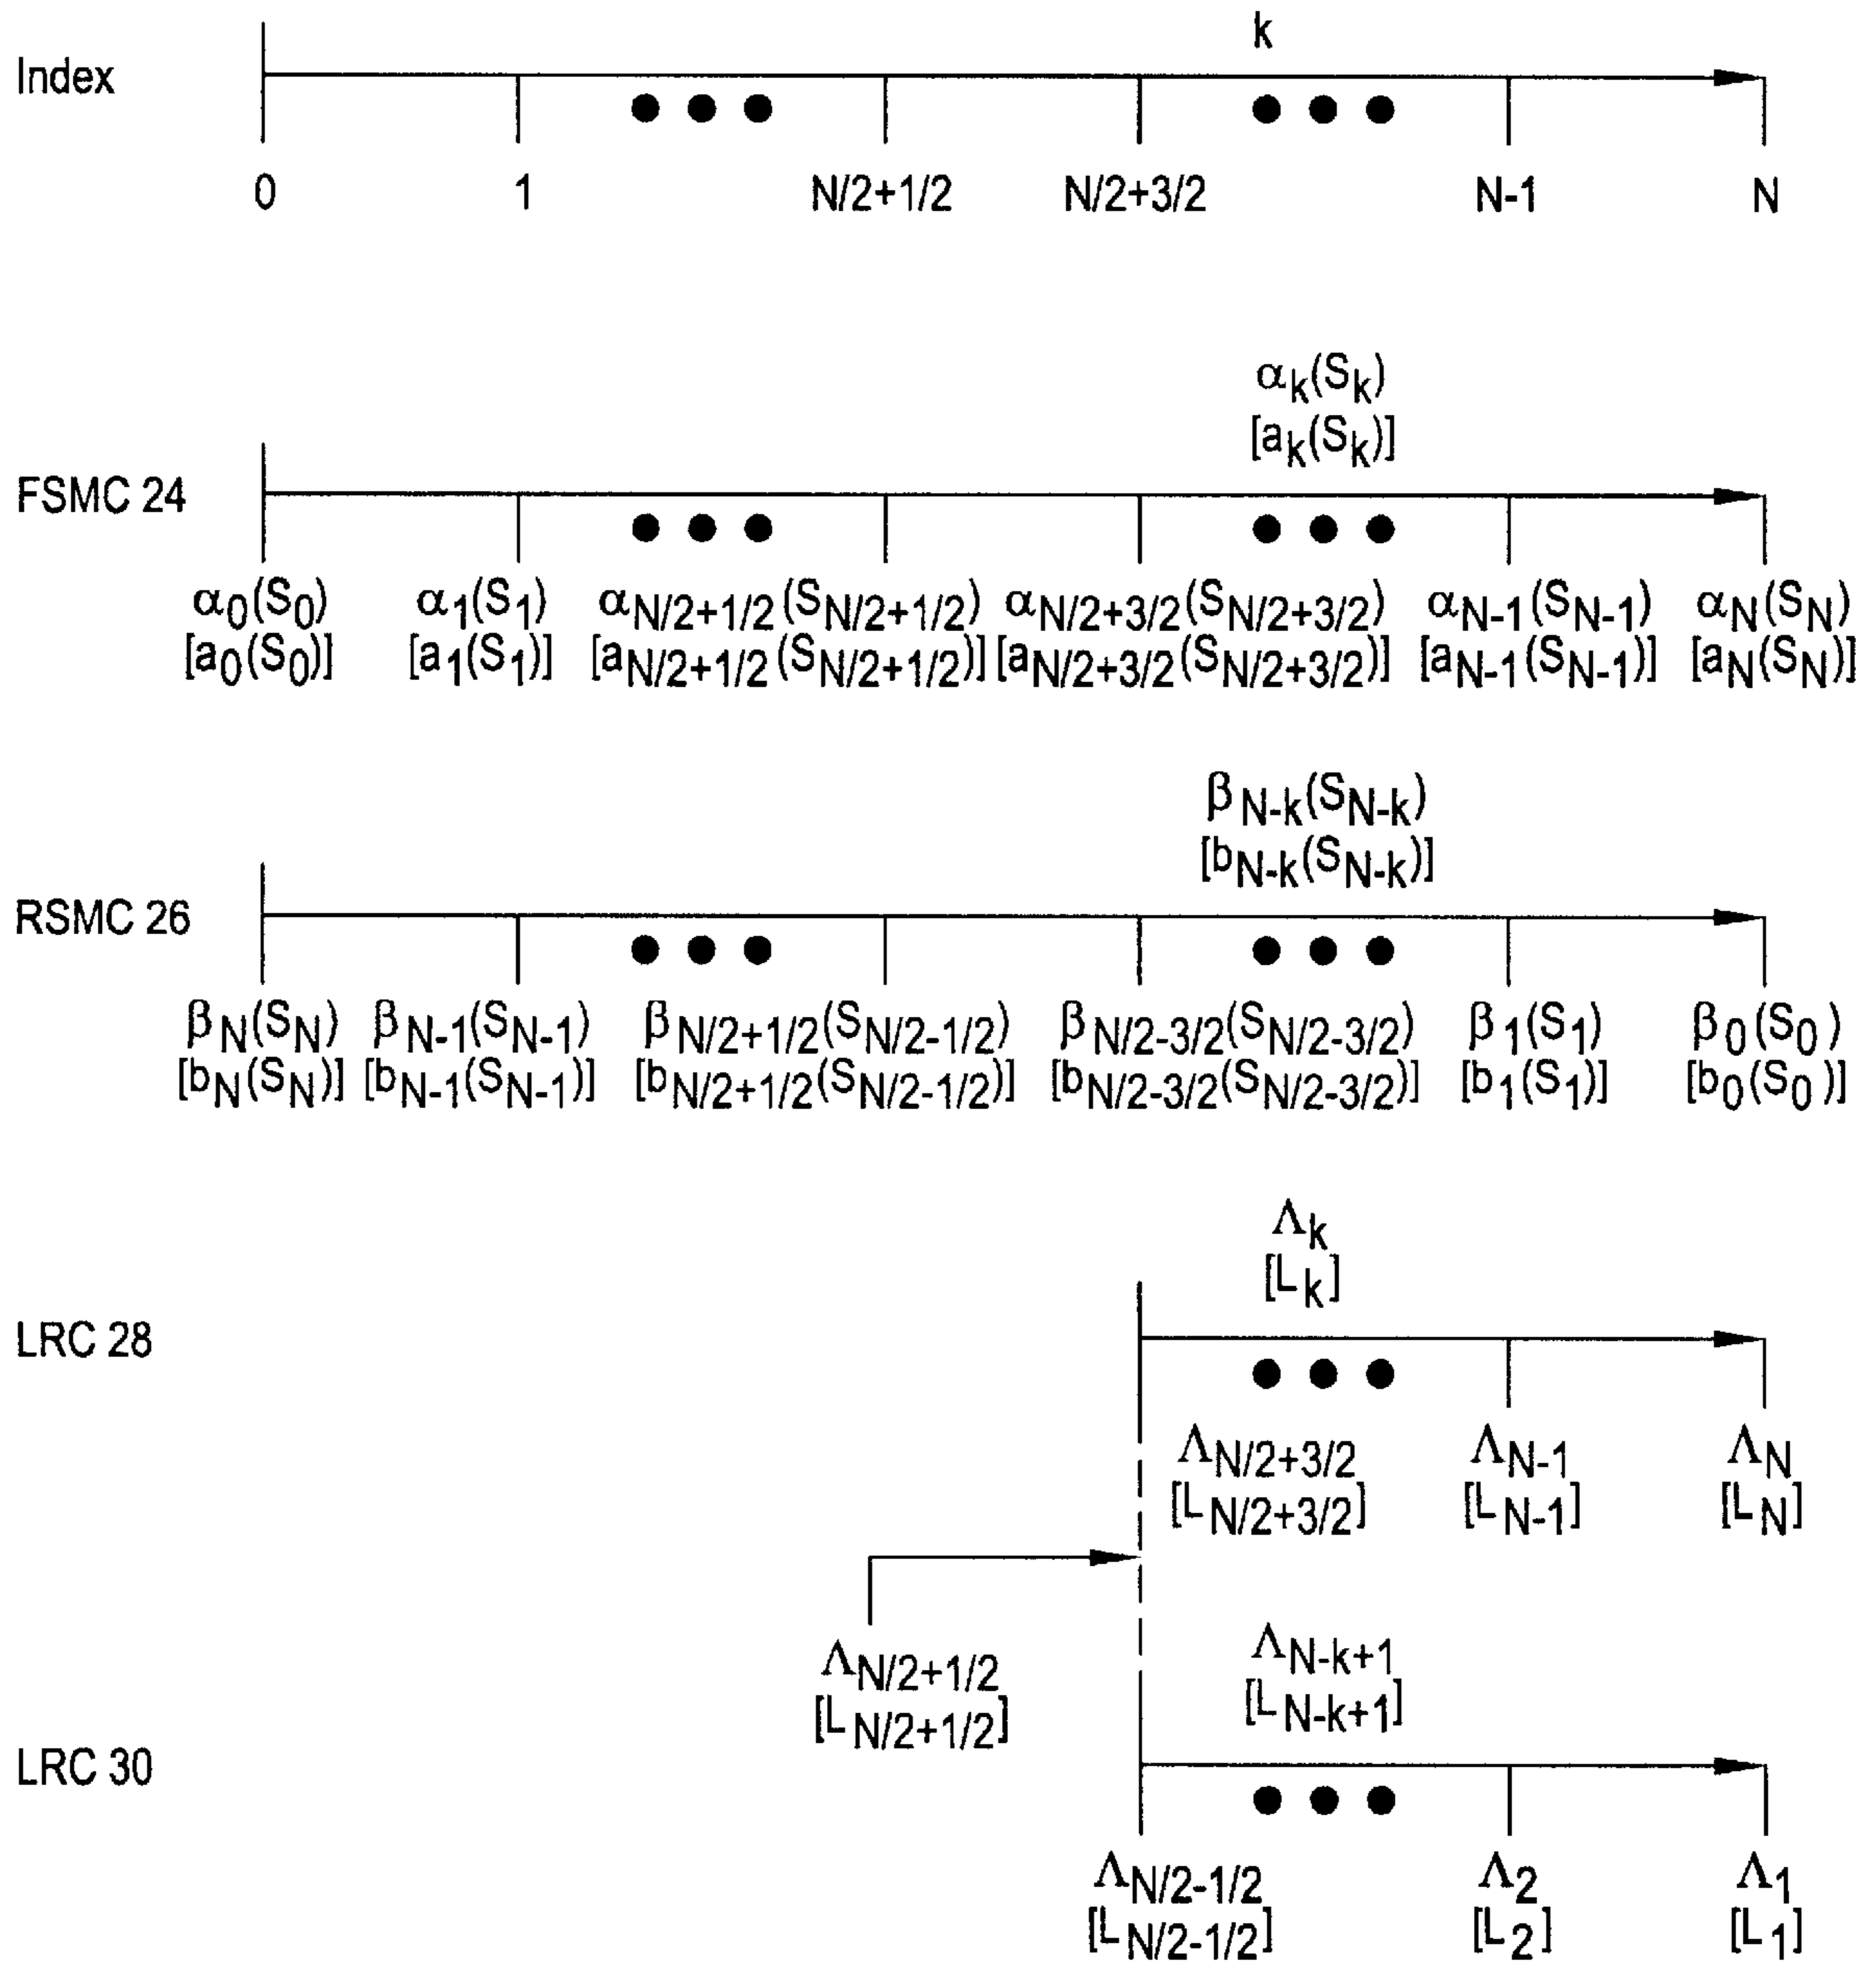 k
Index
0 1 N/2+1/2 N/2+3/2 N-1 N
αk(Sk)
[ak(Sk)]
FSMC 24
α0(S0) α1(S1) αN/2+1/2(SN/2+1/2) αN/2+3/2(SN/2+3/2) αN-1(SN-1) αN(SN)
[a0(S0)] [a1(S1)] [aN/2+1/2(SN/2+1/2)] [aN/2+3/2(SN/2+3/2)] [aN-1(SN-1)] [aN(SN)]
βN-k(SN-k)
[bN-k(SN-k)]
RSMC 26
βN(SN) βN-1(SN-1) βN/2+1/2(SN/2-1/2) βN/2-3/2(SN/2-3/2) β1(S1) β0(S0)
[bN(SN)] [bN-1(SN-1)] [bN/2+1/2(SN/2-1/2)] [bN/2-3/2(SN/2-3/2)] [b1(S1)] [b0(S0)]
Λk
[Lk]
LRC 28
ΛN/2+3/2 ΛN-1 ΛN
[LN/2+3/2] [LN-1] [LN]
ΛN/2+1/2
[LN/2+1/2]
ΛN-k+1
[LN-k+1]
LRC 30
ΛN/2-1/2 Λ2 Λ1
[LN/2-1/2] [L2] [L1]